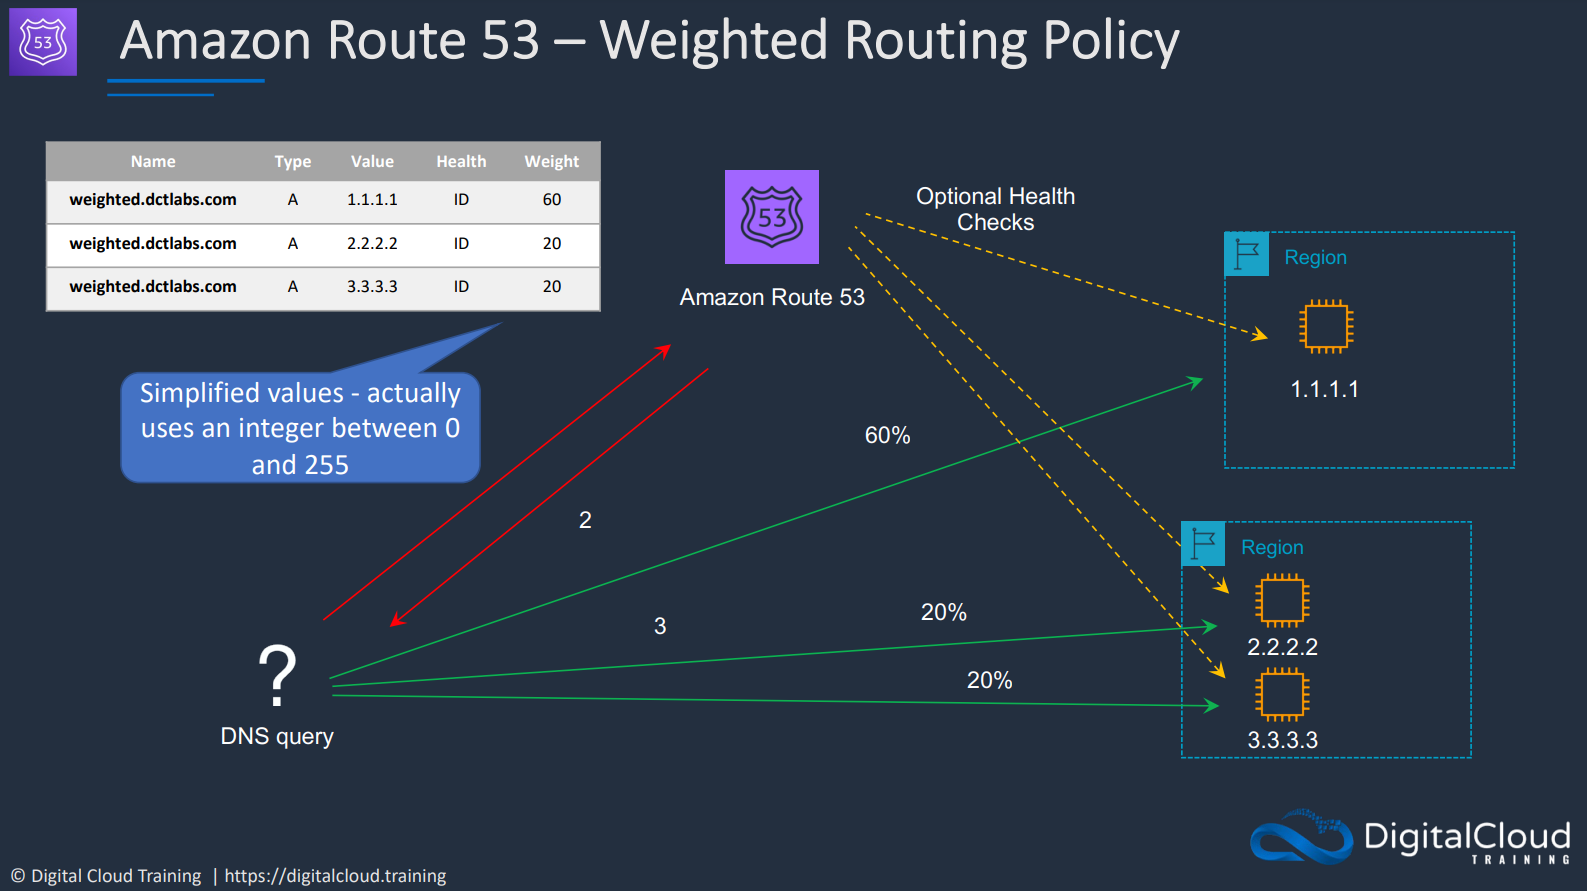 53
Amazon Route 53 – Weighted Routing Policy
Name Type Value Health Weight
weighted.dctlabs.com A 1.1.1.1 ID 60
weighted.dctlabs.com A 2.2.2.2 ID 20
weighted.dctlabs.com A 3.3.3.3 ID 20
Simplified values - actually
uses an integer between 0
and 255
53
Amazon Route 53
Optional Health
Checks
Region
1.1.1.1
60%
2
Region
20%
3
2.2.2.2
20%
3.3.3.3
?
DNS query
DigitalCloud
TRAINING
© Digital Cloud Training | https://digitalcloud.training